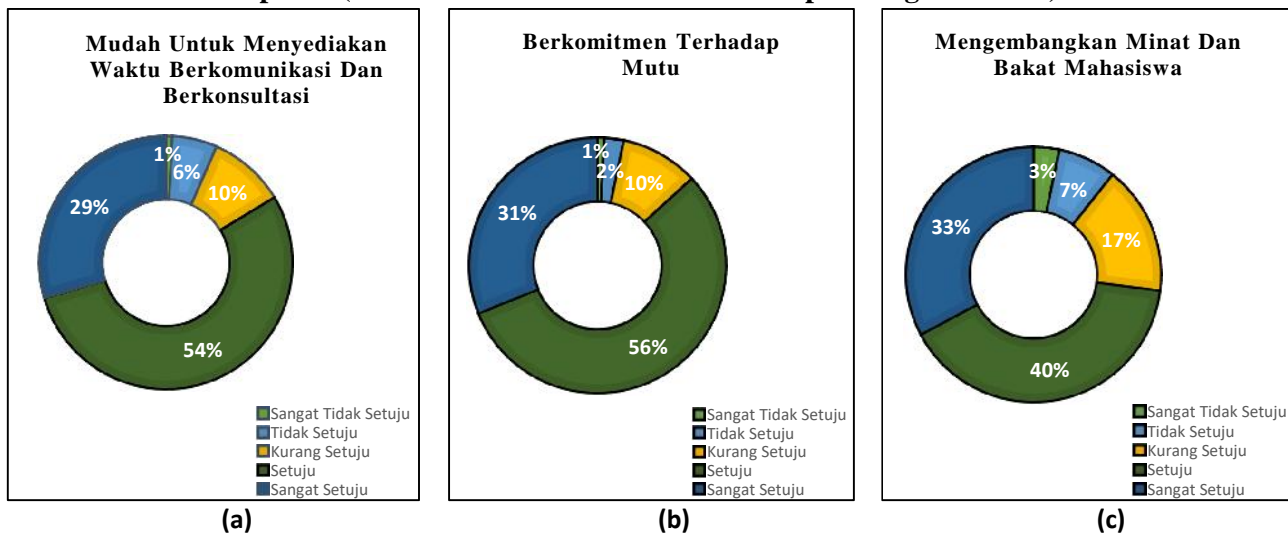 Mudah Untuk Menyediakan
Waktu Berkomunikasi Dan
Berkonsultasi
1%
6%
10%
29%
54%
Sangat Tidak Setuju
Tidak Setuju
Kurang Setuju
Setuju
Sangat Setuju
(a)
Berkomitmen Terhadap
Mutu
1%
2%
10%
31%
56%
Sangat Tidak Setuju
Tidak Setuju
Kurang Setuju
Setuju
Sangat Setuju
(b)
Mengembangkan Minat Dan
Bakat Mahasiswa
3%
7%
17%
33%
40%
Sangat Tidak Setuju
Tidak Setuju
Kurang Setuju
Setuju
Sangat Setuju
(c)